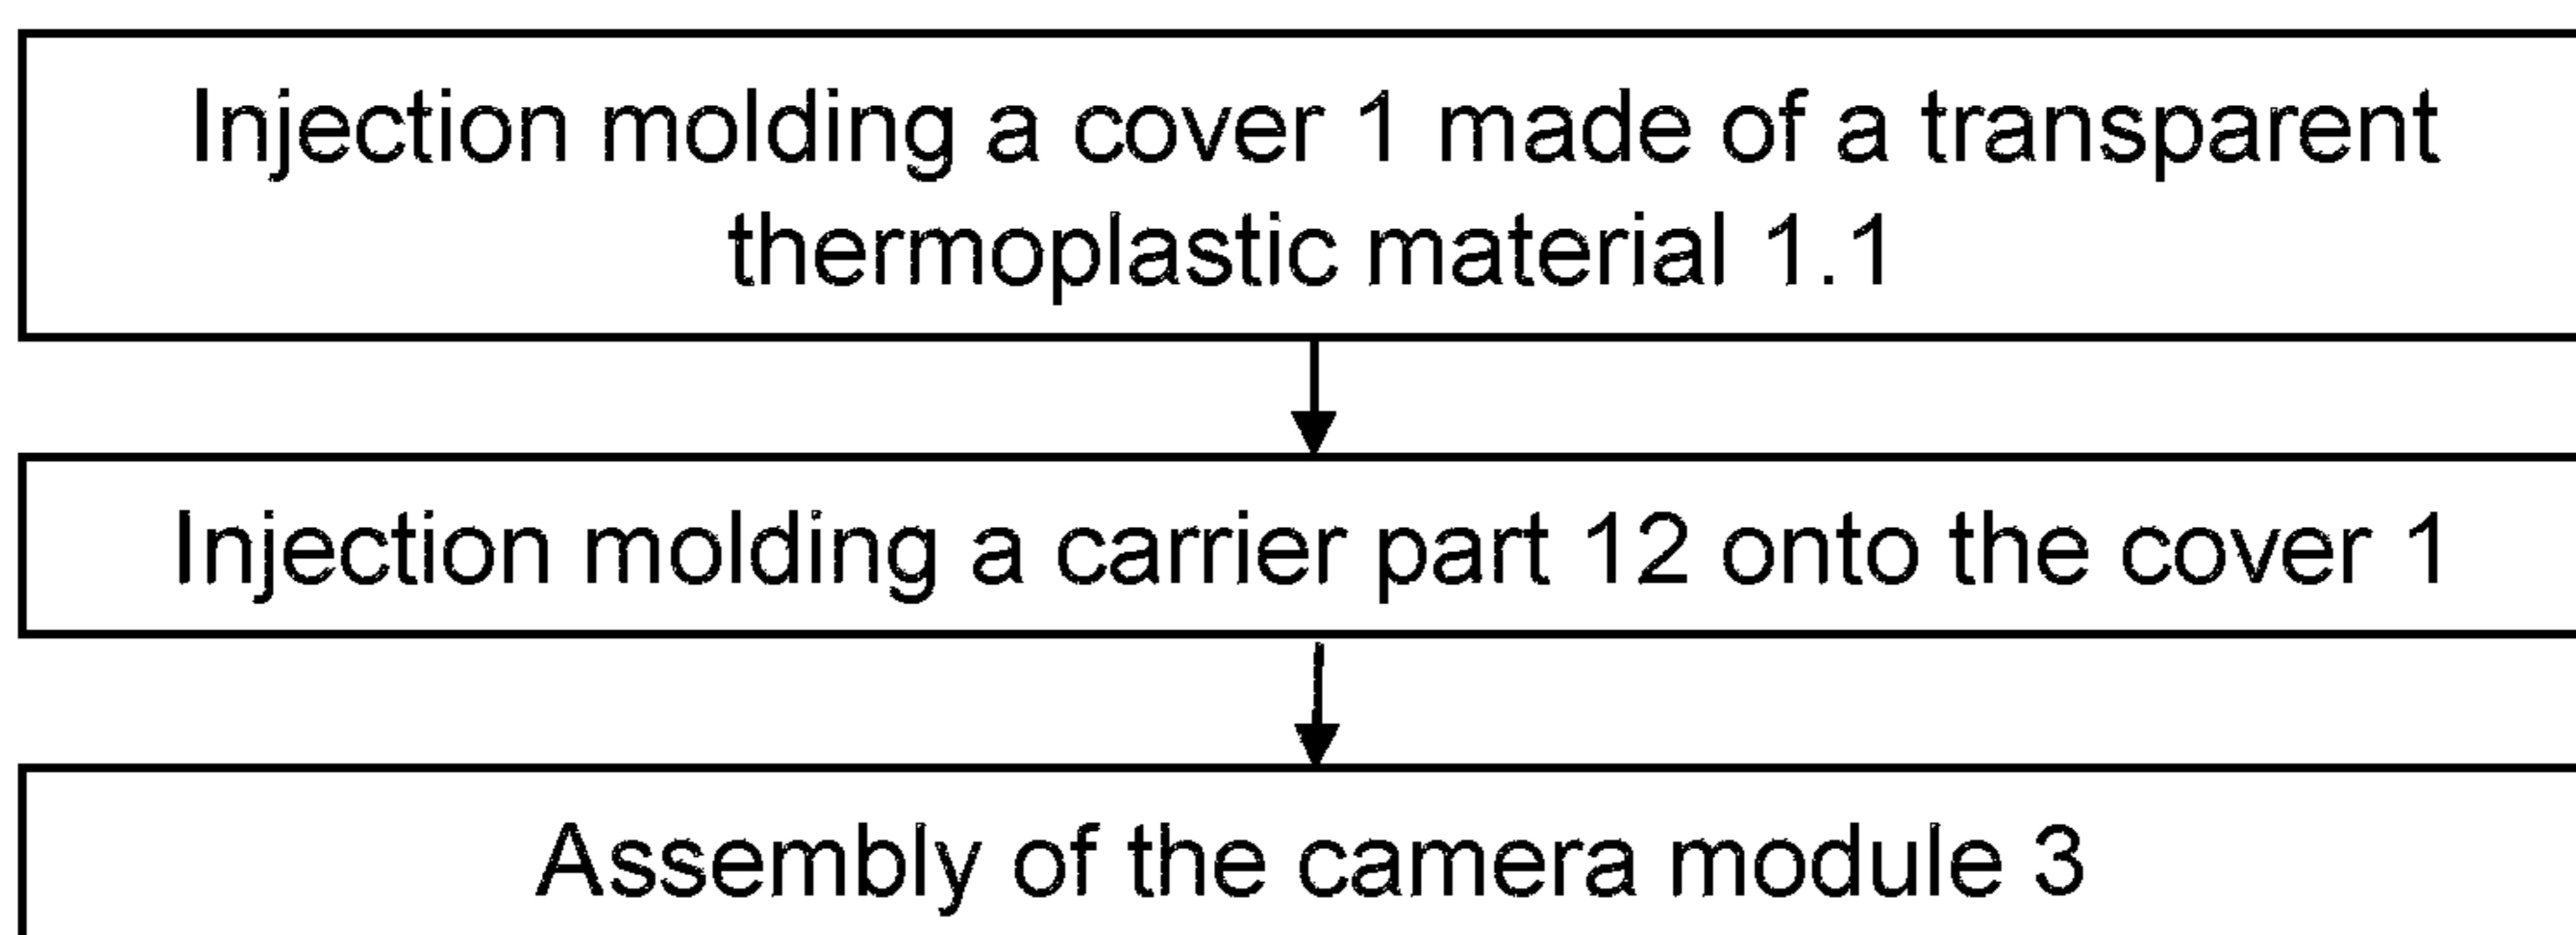 Injection molding a cover 1 made of a transparent
thermoplastic material 1.1
Injection molding a carrier part 12 onto the cover 1
Assembly of the camera module 3